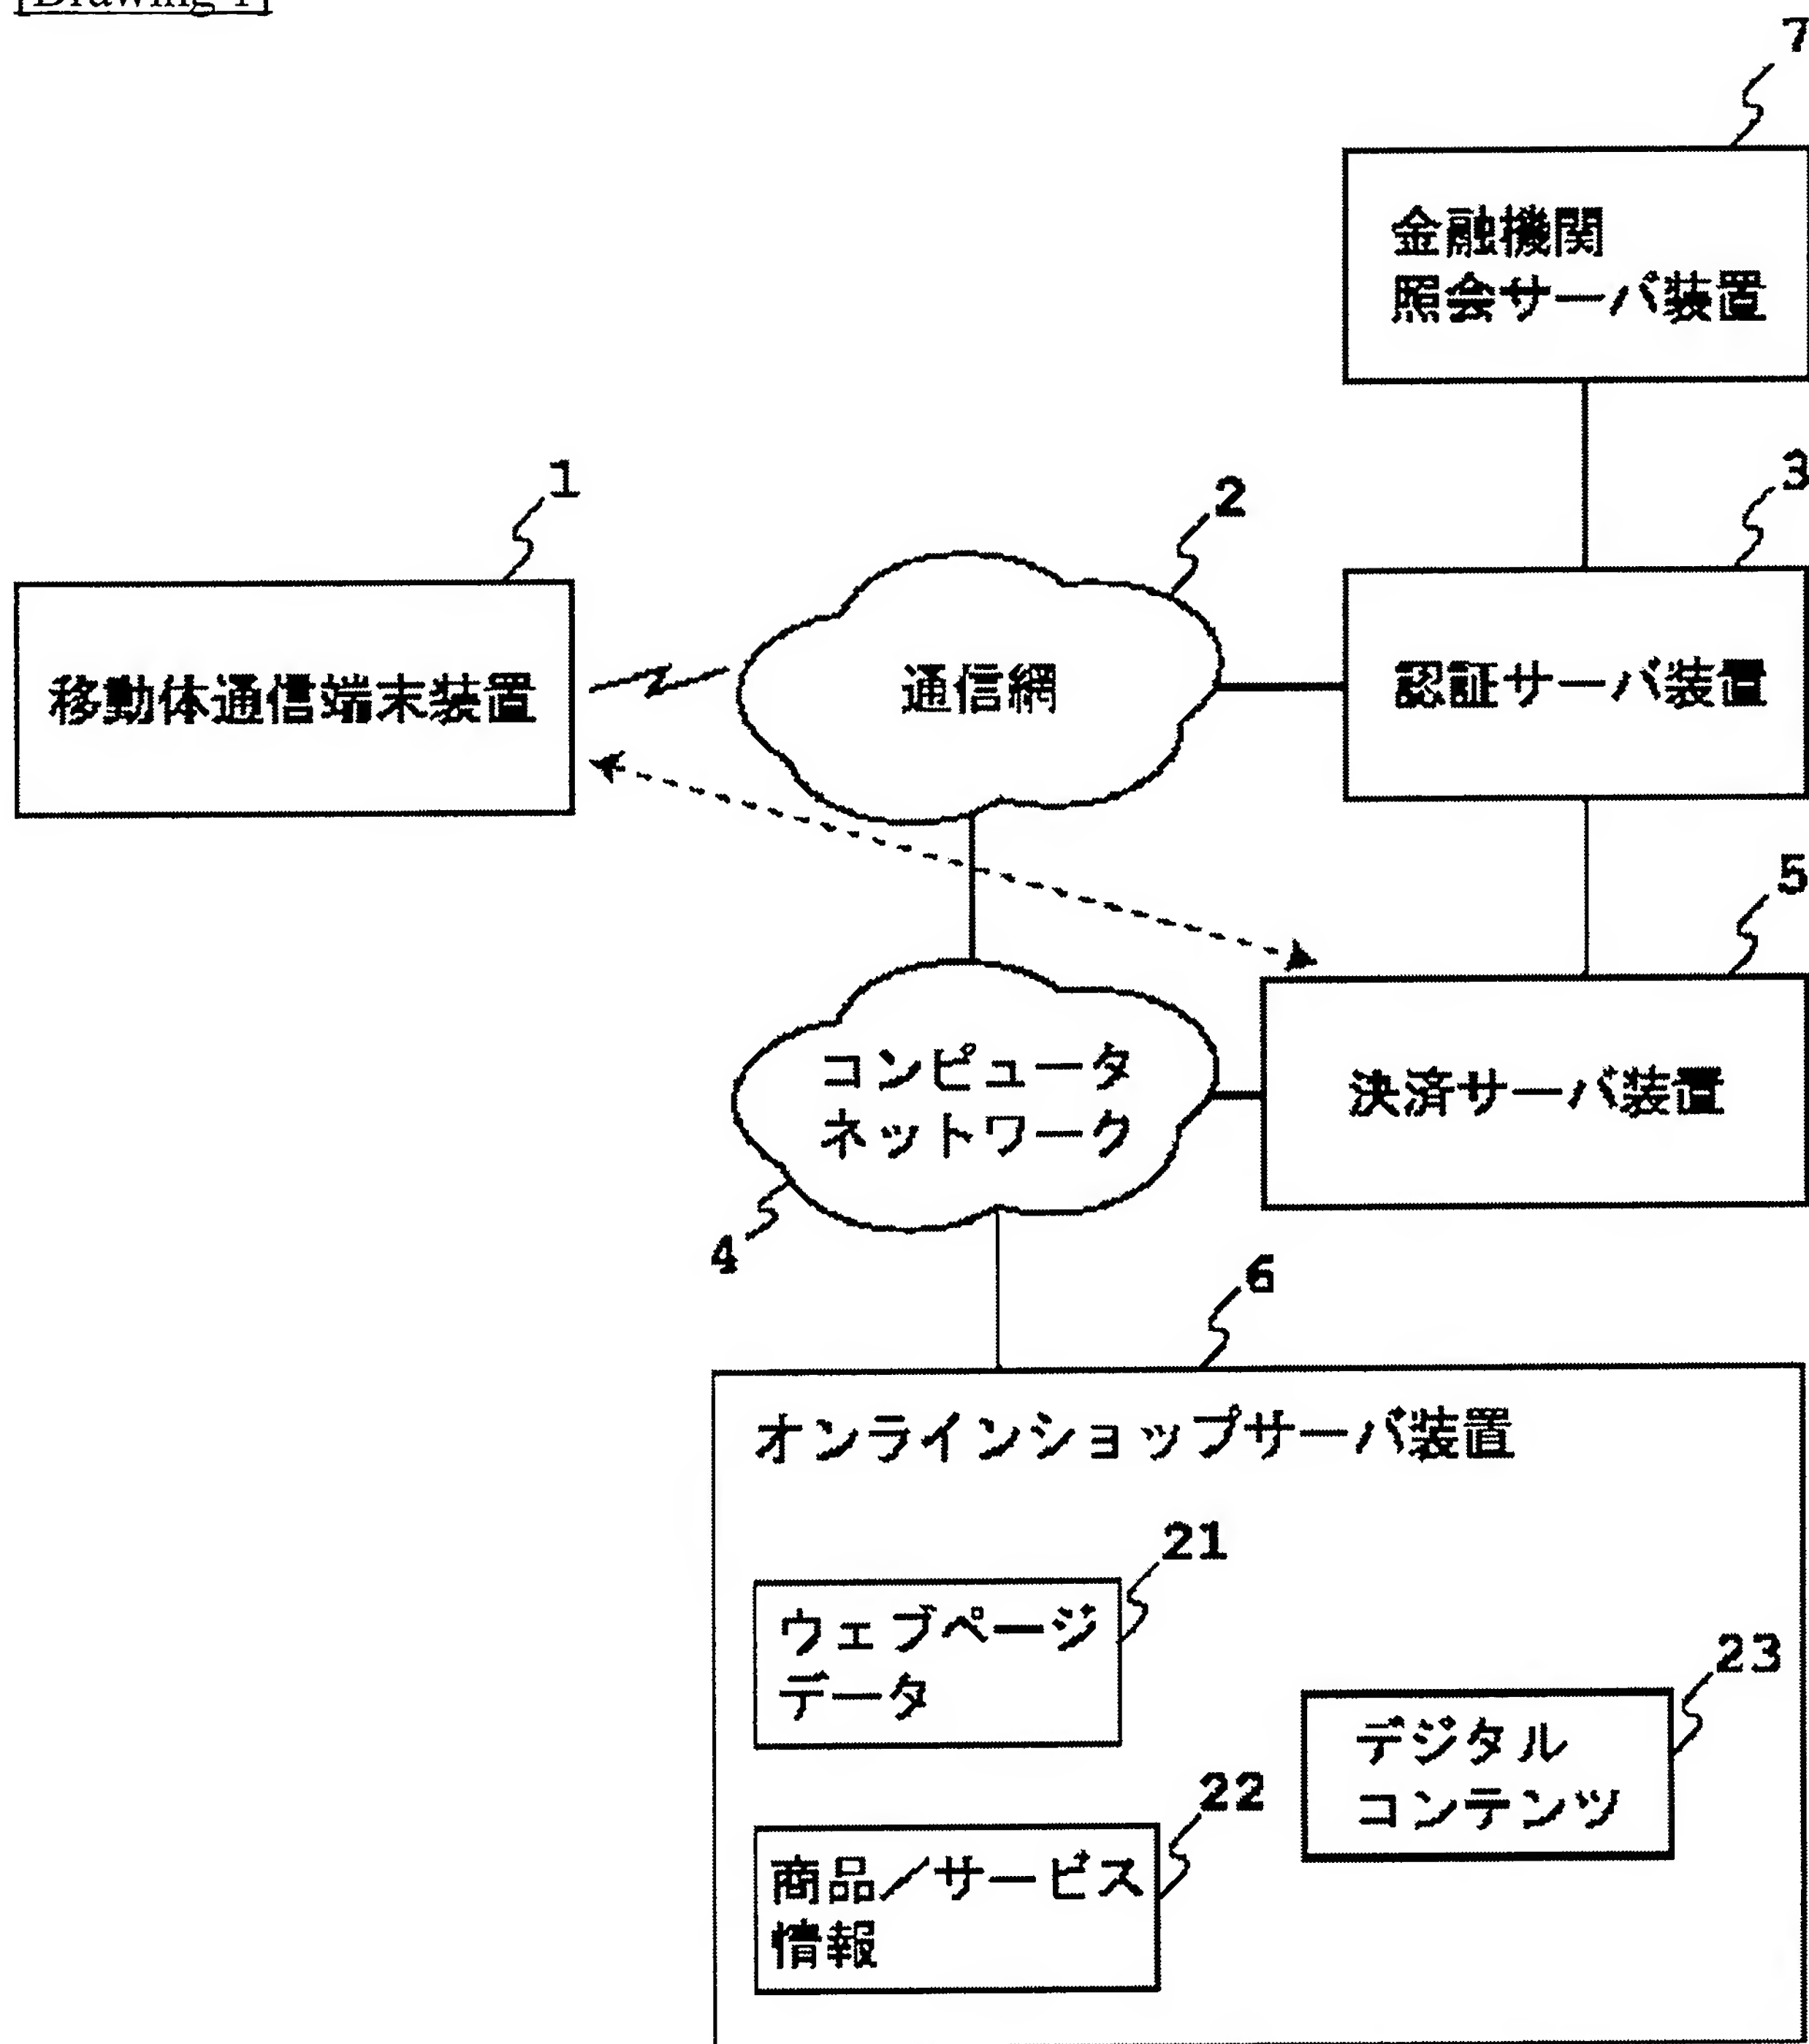 [Drawing 1]
7
金融機関
照会サーバ装置
1
2
3
移動体通信端末装置
通信網
認証サーバ装置
5
コンピュータ
ネットワーク
決済サーバ装置
4
6
オンラインショップサーバ装置
21
ウェブページ
データ
23
デジタル
コンテンツ
22
商品／サービス
情報